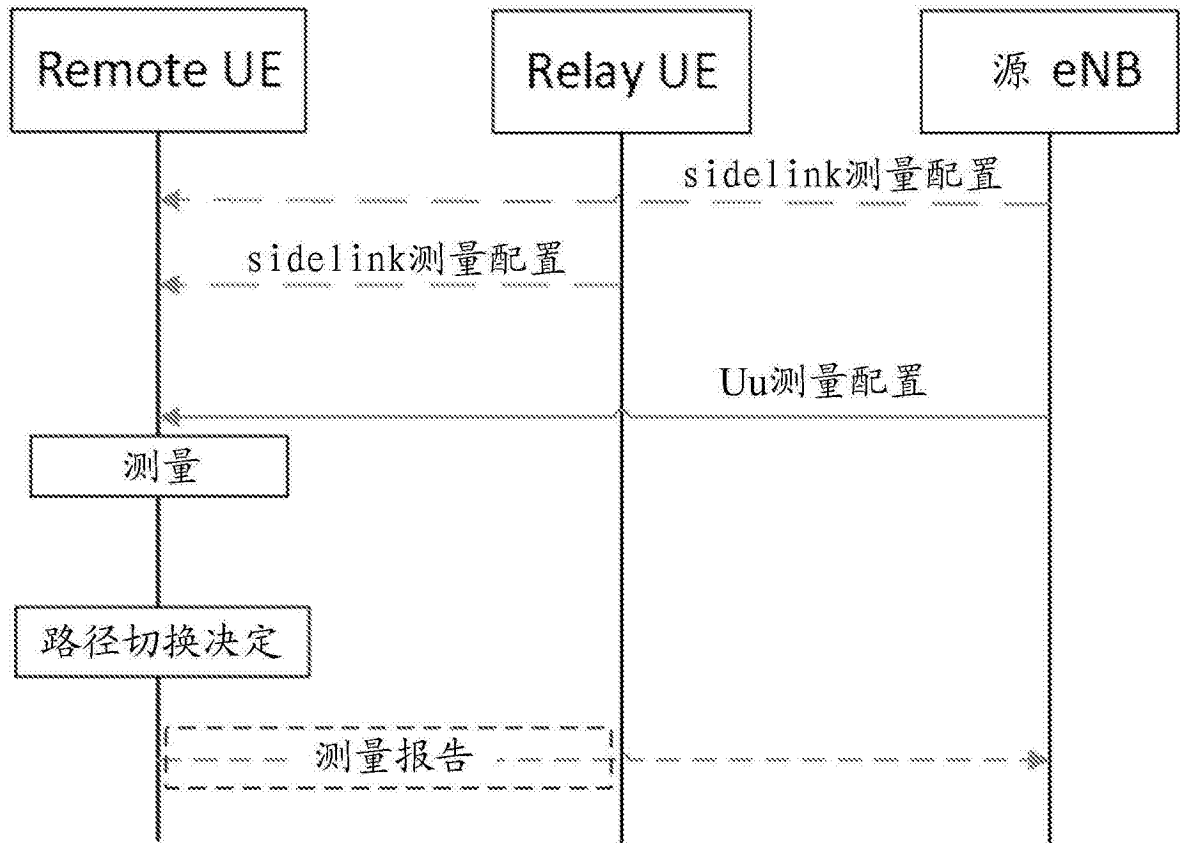 Remote UE
Relay UE
源 eNB
sidelink测量配置
sidelink测量配置
Uu测量配置
测量
路径切换决定
测量报告